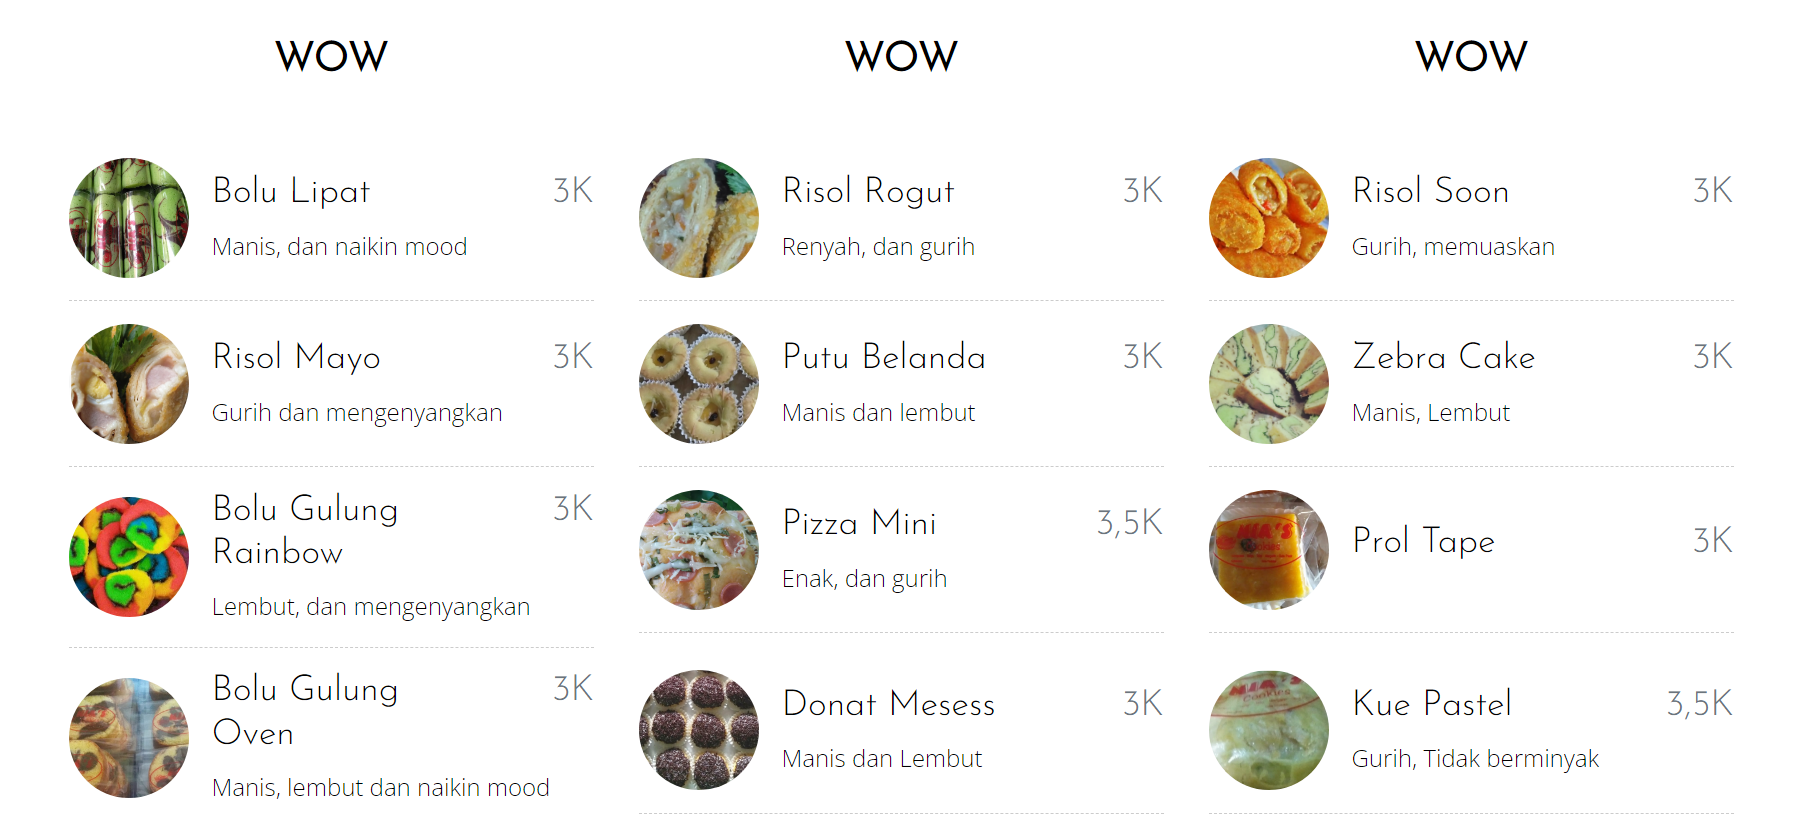 WOW
Bolu Lipat 3K
Manis, dan naikin mood
Risol Mayo 3K
Gurih dan mengenyangkan
Bolu Gulung 3K
Rainbow
Lembut, dan mengenyangkan
Bolu Gulung 3K
Oven
Manis, lembut dan naikin mood
WOW
Risol Rogut 3K
Renyah, dan gurih
Putu Belanda 3K
Manis dan lembut
Pizza Mini 3,5K
Enak, dan gurih
Donat Mesess 3K
Manis dan Lembut
WOW
Risol Soon 3K
Gurih, memuaskan
Zebra Cake 3K
Manis, Lembut
MIA'S
Prol Tape 3K
MIA'S
Cookies
Kue Pastel 3,5K
Gurih, Tidak berminyak